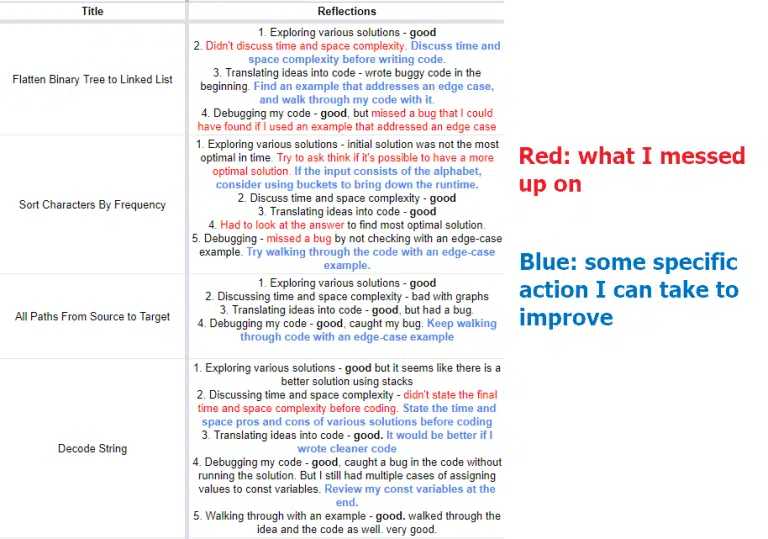 Title
Reflections
Flatten Binary Tree to Linked List
1. Exploring various solutions - good
2. Didn't discuss time and space complexity. Discuss time and
space complexity before writing code.
3. Translating ideas into code - wrote buggy code in the
beginning. Find an example that addresses an edge case,
and walk through my code with it.
4. Debugging my code - good, but missed a bug that I could
have found if I used an example that addressed an edge case
Sort Characters By Frequency
1. Exploring various solutions - initial solution was not the most
optimal in time. Try to ask think if it's possible to have a more
optimal solution. If the input consists of the alphabet,
consider using buckets to bring down the runtime.
2. Discuss time and space complexity - good
3. Translating ideas into code - good
4. Had to look at the answer to find most optimal solution.
5. Debugging - missed a bug by not checking with an edge-case
example. Try walking through the code with an edge-case
example.
All Paths From Source to Target
1. Exploring various solutions - good
2. Discussing time and space complexity - bad with graphs
3. Translating ideas into code - good, but had a bug.
4. Debugging my code - good, caught my bug. Keep walking
through code with an edge-case example
Decode String
1. Exploring various solutions - good but it seems like there is a
better solution using stacks
2. Discussing time and space complexity - didn't state the final
time and space complexity before coding. State the time and
space pros and cons of various solutions before coding
3. Translating ideas into code - good. It would be better if I
wrote cleaner code
4. Debugging my code - good, caught a bug in the code without
running the solution. But I still had multiple cases of assigning
values to const variables. Review my const variables at the
end.
5. Walking through with an example - good. walked through the
idea and the code as well. very good.
Red: what I messed
up on
Blue: some specific
action I can take to
improve